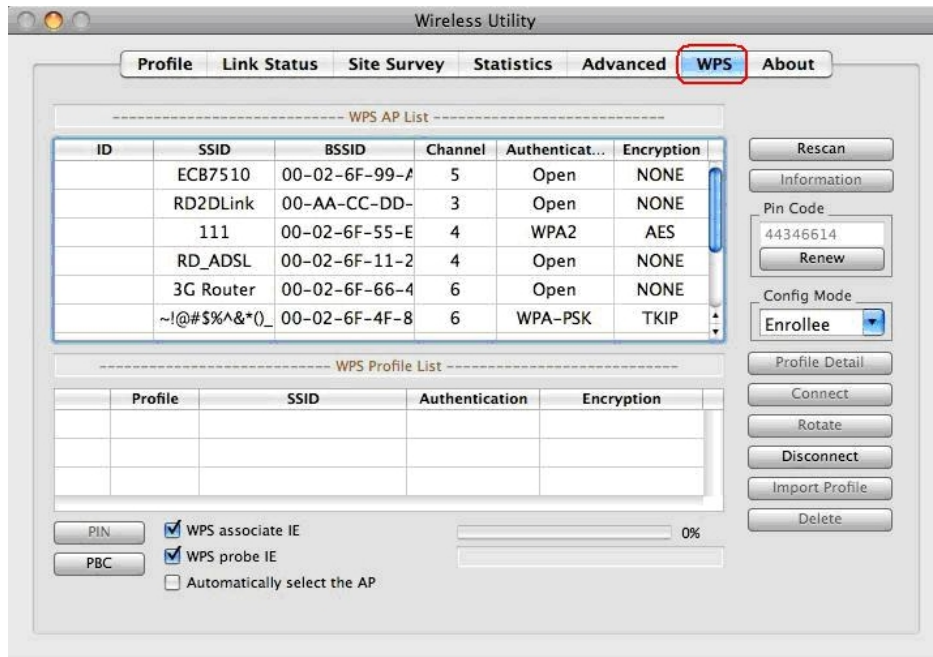 Wireless Utility
Profile Link Status Site Survey Statistics Advanced WPS About
WPS AP List
ID SSID BSSID Channel Authenticat... Encryption
ECB7510 00-02-6F-99- 5 Open NONE
RD2DLink 00-AA-CC-DD- 3 Open NONE
111 00-02-6F-55-E 4 WPA2 AES
RD_ADSL 00-02-6F-11-2 4 Open NONE
3G Router 00-02-6F-66-4 6 Open NONE
~!@#$%^&*()_ 00-02-6F-4F-8 6 WPA-PSK TKIP
Rescan
Information
Pin Code
44346614
Renew
Config Mode
Enrollee
WPS Profile List
Profile SSID Authentication Encryption
Profile Detail
Connect
Rotate
Disconnect
Import Profile
Delete
PIN
PBC
WPS associate IE
WPS probe IE
Automatically select the AP
0%